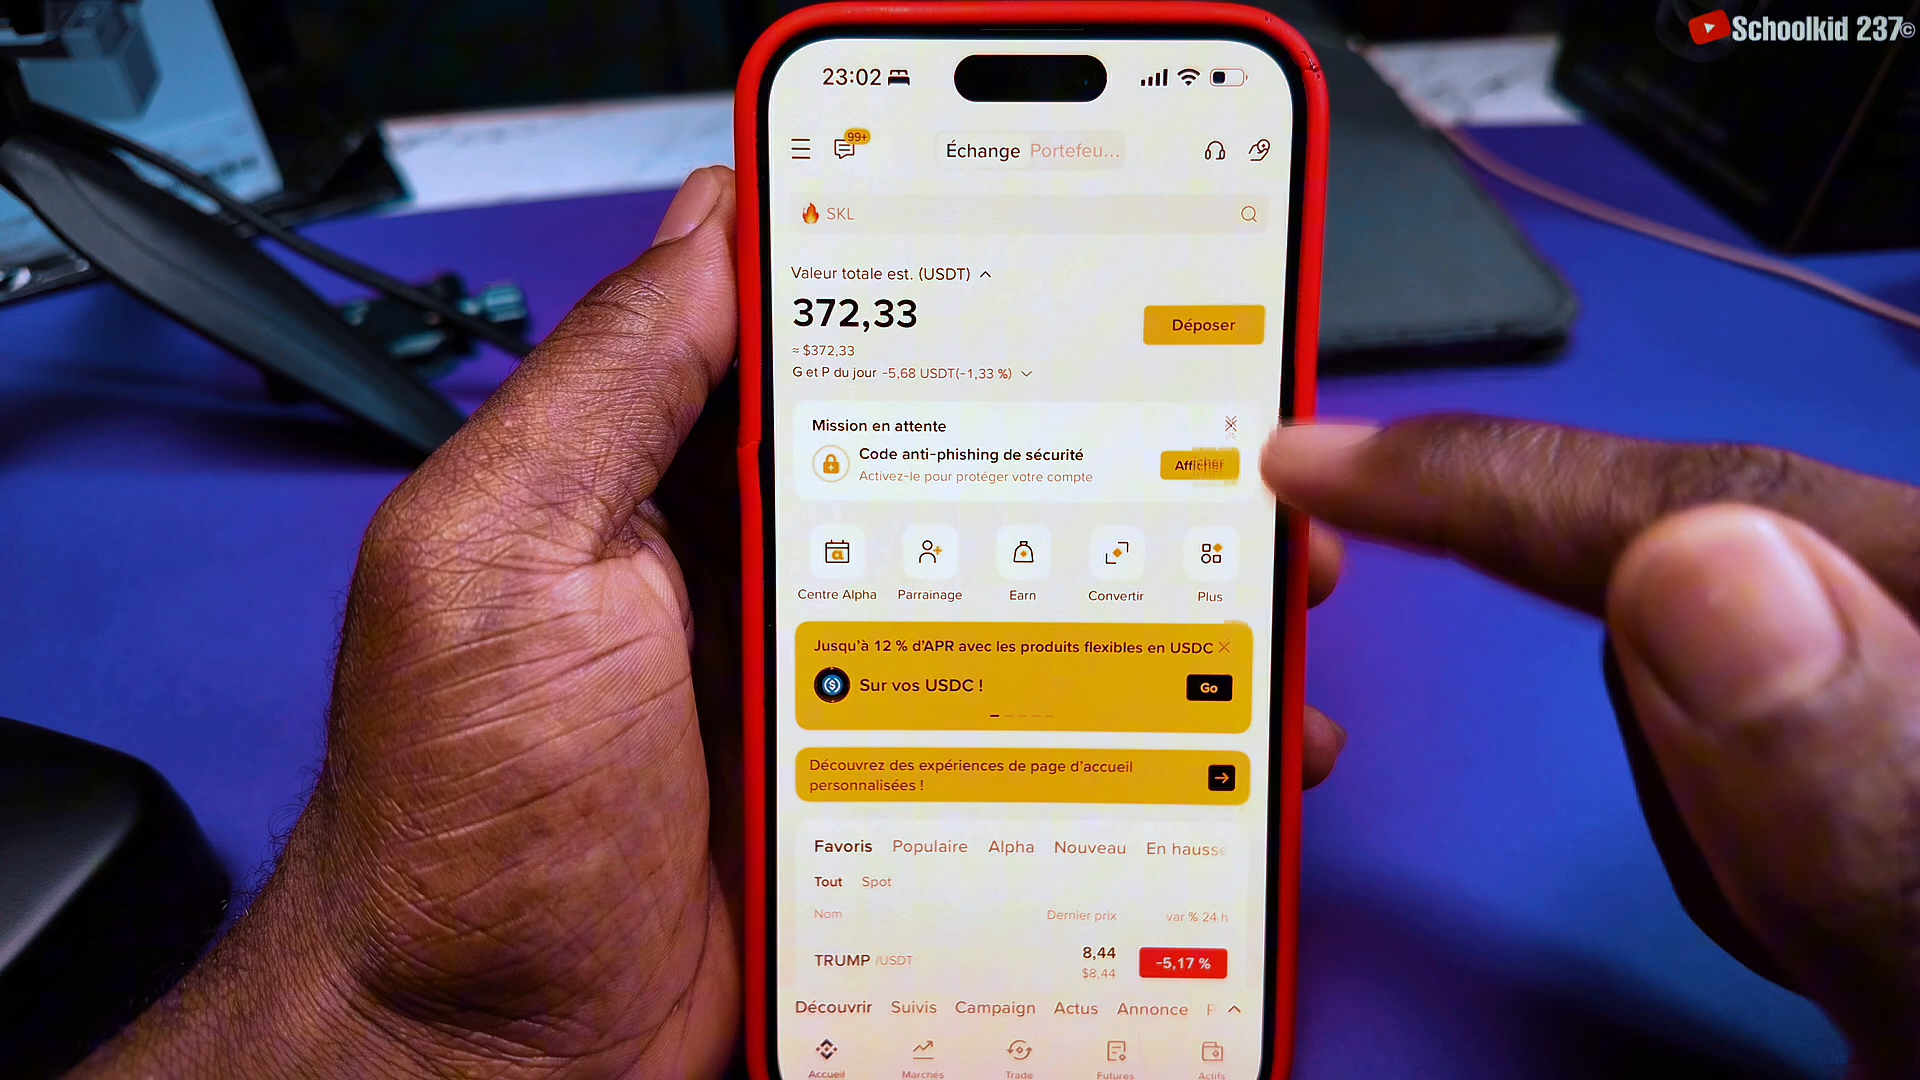 Schoolkid 237©
23:02
99+
Échange Portefeu...
SKL
Valeur totale est. (USDT)
372,33
Déposer
≈ $372,33
G et P du jour -5,68 USDT(-1,33 %)
Mission en attente
Code anti-phishing de sécurité
Activez-le pour protéger votre compte
Afficher
Centre Alpha Parrainage Earn Convertir Plus
Jusqu'à 12 % d'APR avec les produits flexibles en USDC
Sur vos USDC !
Go
Découvrez des expériences de page d'accueil
personnalisées !
Favoris Populaire Alpha Nouveau En hausse
Tout Spot
Nom Dernier prix var % 24 h
TRUMP /USDT 8,44 -5,17 %
$8,44
Découvrir Suivis Campaign Actus Annonce
Accueil Marchés Trade Futures Actifs